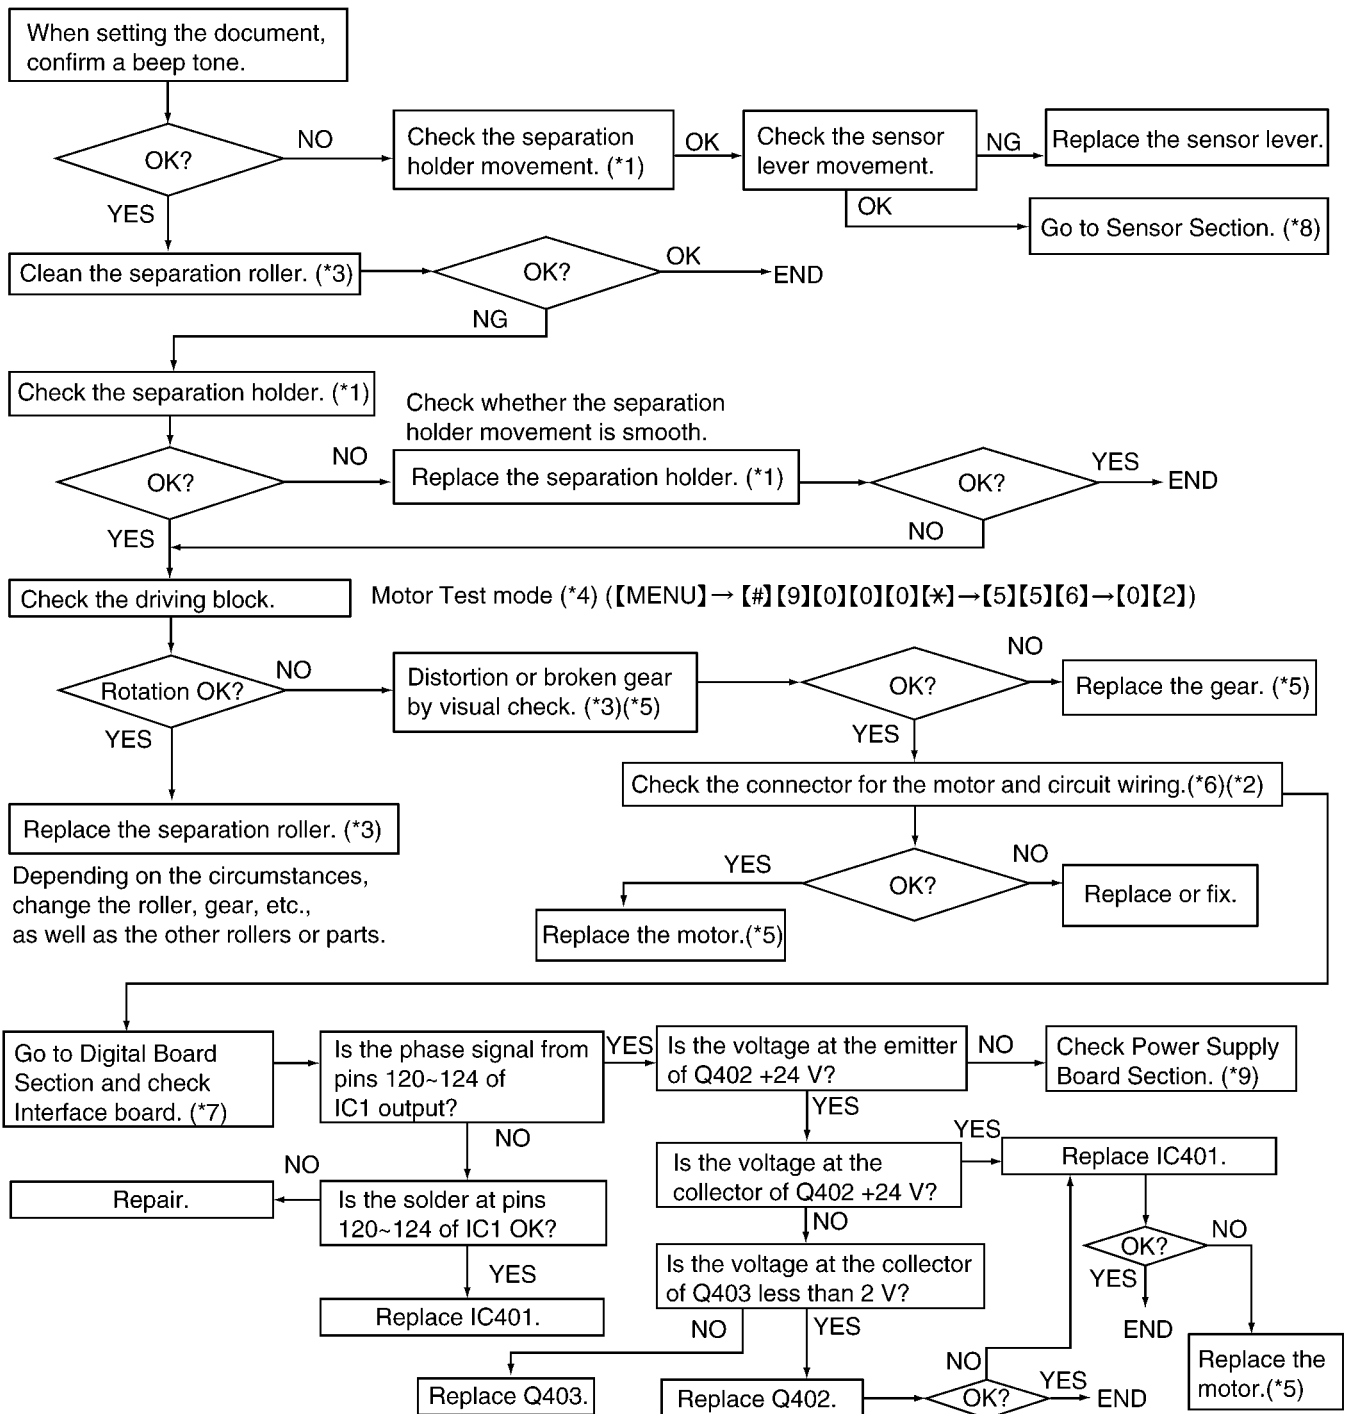 When setting the document,
confirm a beep tone.
OK?
NO
Check the separation
holder movement. (*1)
OK
Check the sensor
lever movement.
NG
Replace the sensor lever.
OK
Go to Sensor Section. (*8)
YES
Clean the separation roller. (*3)
OK?
OK
END
NG
Check the separation holder. (*1)
Check whether the separation
holder movement is smooth.
OK?
NO
Replace the separation holder. (*1)
OK?
YES
END
NO
YES
Check the driving block.
Motor Test mode (*4) (【MENU】→【#】【9】【0】【0】【0】【*】→【5】【5】【6】→【0】【2】)
Rotation OK?
NO
Distortion or broken gear
by visual check. (*3)(*5)
OK?
NO
Replace the gear. (*5)
YES
YES
Check the connector for the motor and circuit wiring.(*6)(*2)
Replace the separation roller. (*3)
Depending on the circumstances,
change the roller, gear, etc.,
as well as the other rollers or parts.
OK?
YES
NO
Replace or fix.
Replace the motor.(*5)
Go to Digital Board
Section and check
Interface board. (*7)
Is the phase signal from
pins 120~124 of
IC1 output?
YES
Is the voltage at the emitter
of Q402 +24 V?
NO
Check Power Supply
Board Section. (*9)
NO
YES
Is the solder at pins
120~124 of IC1 OK?
NO
Repair.
YES
Replace IC401.
Is the voltage at the
collector of Q402 +24 V?
YES
Replace IC401.
NO
Is the voltage at the collector
of Q403 less than 2 V?
OK?
NO
YES
END
Replace the
motor.(*5)
NO
YES
Replace Q403.
Replace Q402.
OK?
NO
YES
END